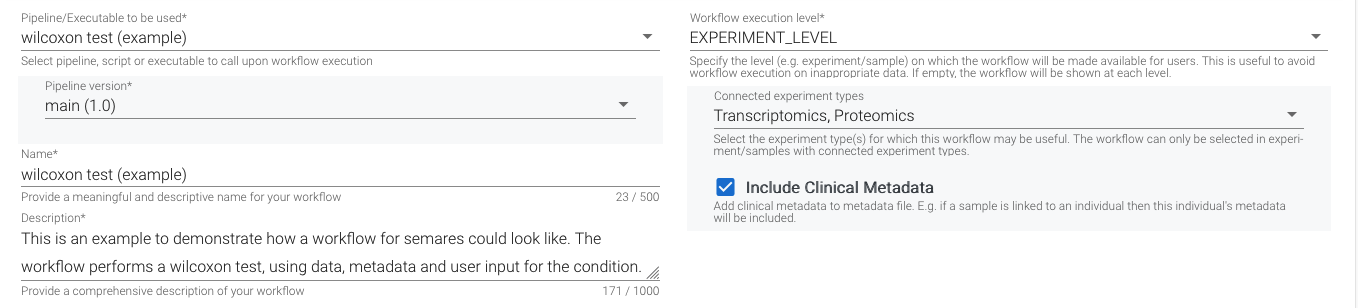 Pipeline/Executable to be used*
wilcoxon test (example)
Select pipeline, script or executable to call upon workflow execution
Pipeline version*
main (1.0)
Name*
wilcoxon test (example)
Provide a meaningful and descriptive name for your workflow
23 / 500
Description*
This is an example to demonstrate how a workflow for semares could look like. The
workflow performs a wilcoxon test, using data, metadata and user input for the condition.
Provide a comprehensive description of your workflow
171 / 1000
Workflow execution level*
EXPERIMENT_LEVEL
Specify the level (e.g. experiment/sample) on which the workflow will be made available for users. This is useful to avoid
workflow execution on inappropriate data. If empty, the workflow will be shown at each level.
Connected experiment types
Transcriptomics, Proteomics
Select the experiment type(s) for which this workflow may be useful. The workflow can only be selected in experi-
ment/samples with connected experiment types.
Include Clinical Metadata
Add clinical metadata to metadata file. E.g. if a sample is linked to an individual then this individual's metadata
will be included.